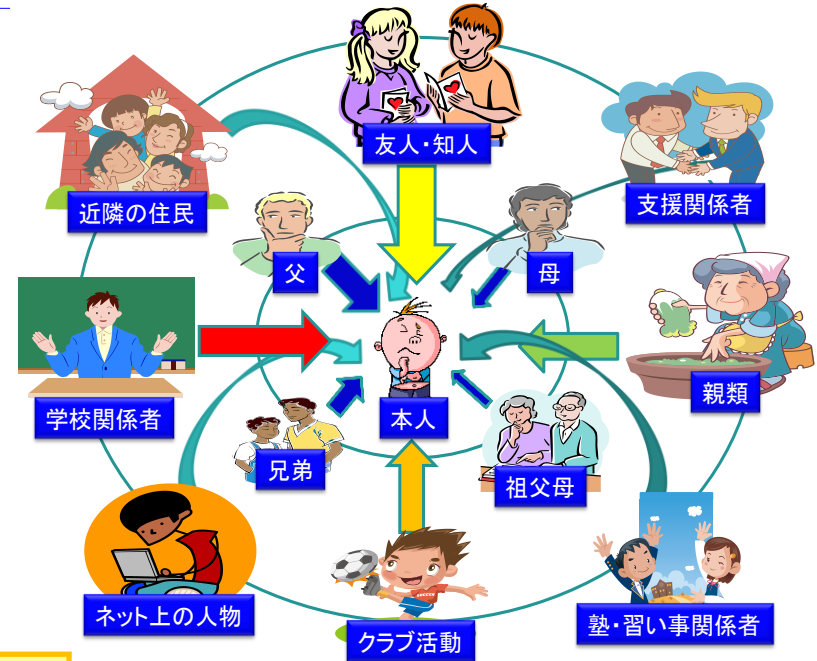 友人・知人
近隣の住民
支援関係者
父
母
学校関係者
本人
親類
兄弟
祖父母
ネット上の人物
クラブ活動
塾・習い事関係者
SOCCER